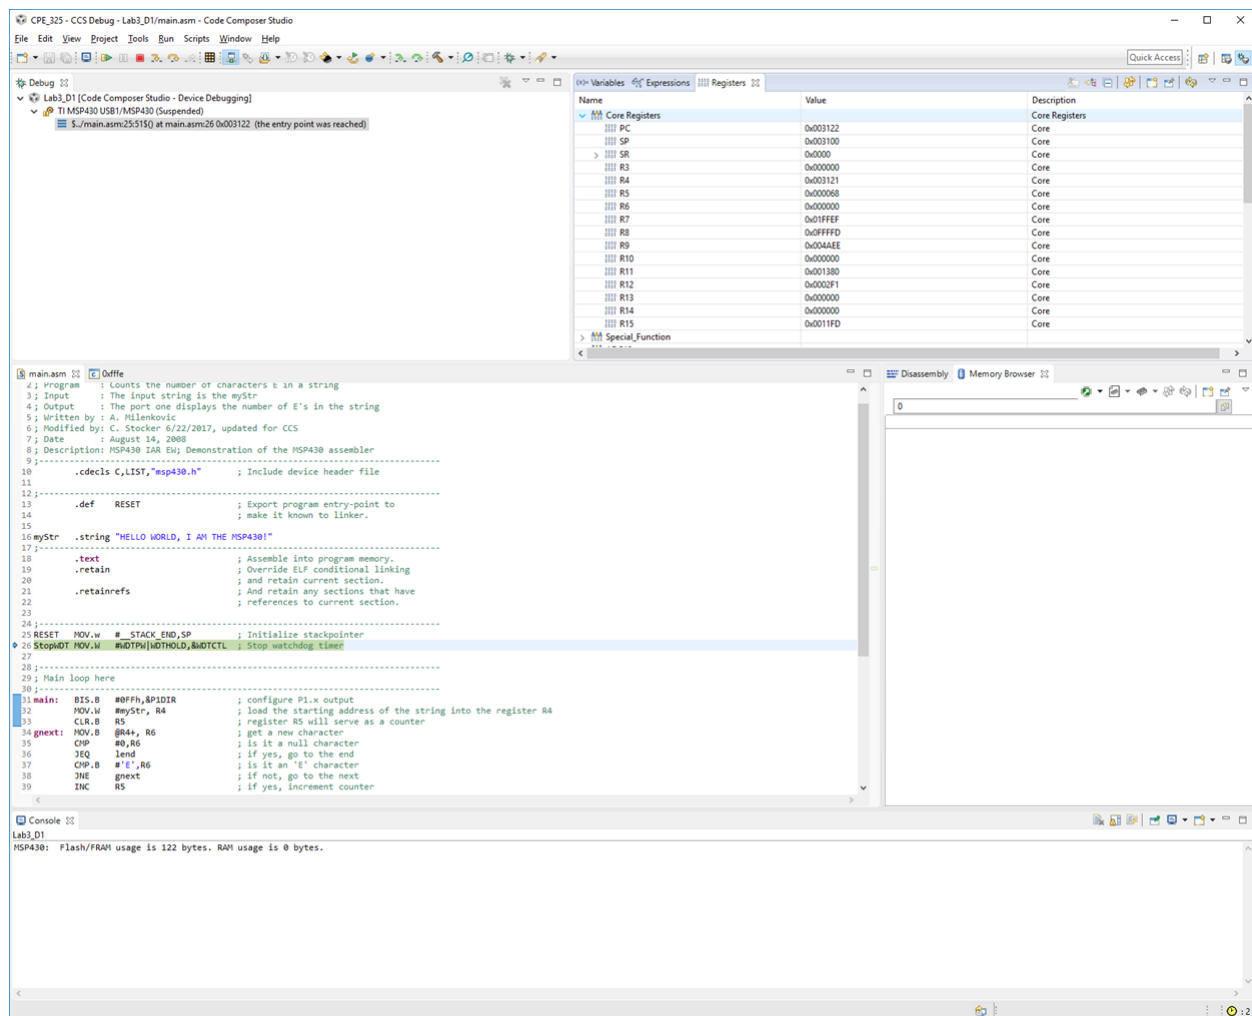 CPE_325 - CCS Debug - Lab3_D1/main.asm - Code Composer Studio
File Edit View Project Tools Run Scripts Window Help
Quick Access
Debug
Lab3_D1 [Code Composer Studio - Device Debugging]
TI MSP430 USB1/MSP430 (Suspended)
$../main.asm:25:51$() at main.asm:26 0x003122 (the entry point was reached)
(x)= Variables Expressions Registers
Name Value Description
Core Registers Core Registers
PC 0x003122 Core
SP 0x003100 Core
SR 0x0000 Core
R3 0x000000 Core
R4 0x003121 Core
R5 0x000068 Core
R6 0x000000 Core
R7 0x01FFEF Core
R8 0x0FFFFD Core
R9 0x004AEE Core
R10 0x000000 Core
R11 0x001380 Core
R12 0x0002F1 Core
R13 0x000000 Core
R14 0x000000 Core
R15 0x0011FD Core
Special_Function
main.asm 0xfffe
2 ; Program : Counts the number of characters E in a string
3 ; Input : The input string is the myStr
4 ; Output : The port one displays the number of E's in the string
5 ; Written by : A. Milenkovic
6 ; Modified by: C. Stocker 6/22/2017, updated for CCS
7 ; Date : August 14, 2008
8 ; Description: MSP430 IAR EW; Demonstration of the MSP430 assembler
9 ;-------------------------------------------------------------------------------
10 .cdecls C,LIST,"msp430.h" ; Include device header file
11
12 ;-------------------------------------------------------------------------------
13 .def RESET ; Export program entry-point to
14 ; make it known to linker.
15
16 myStr .string "HELLO WORLD, I AM THE MSP430!"
17 ;-------------------------------------------------------------------------------
18 .text ; Assemble into program memory.
19 .retain ; Override ELF conditional linking
20 ; and retain current section.
21 .retainrefs ; And retain any sections that have
22 ; references to current section.
23
24 ;-------------------------------------------------------------------------------
25 RESET MOV.w #__STACK_END,SP ; Initialize stackpointer
26 StopWDT MOV.W #WDTPW|WDTHOLD,&WDTCTL ; Stop watchdog timer
27
28 ;-------------------------------------------------------------------------------
29 ; Main loop here
30 ;-------------------------------------------------------------------------------
31 main: BIS.B #0FFh,&P1DIR ; configure P1.x output
32 MOV.W #myStr, R4 ; load the starting address of the string into the register R4
33 CLR.B R5 ; register R5 will serve as a counter
34 gnext: MOV.B @R4+, R6 ; get a new character
35 CMP #0,R6 ; is it a null character
36 JEQ lend ; if yes, go to the end
37 CMP.B #'E',R6 ; is it an 'E' character
38 JNE gnext ; if not, go to the next
39 INC R5 ; if yes, increment counter
Disassembly Memory Browser
0
Console
Lab3_D1
MSP430: Flash/FRAM usage is 122 bytes. RAM usage is 0 bytes.
: 2